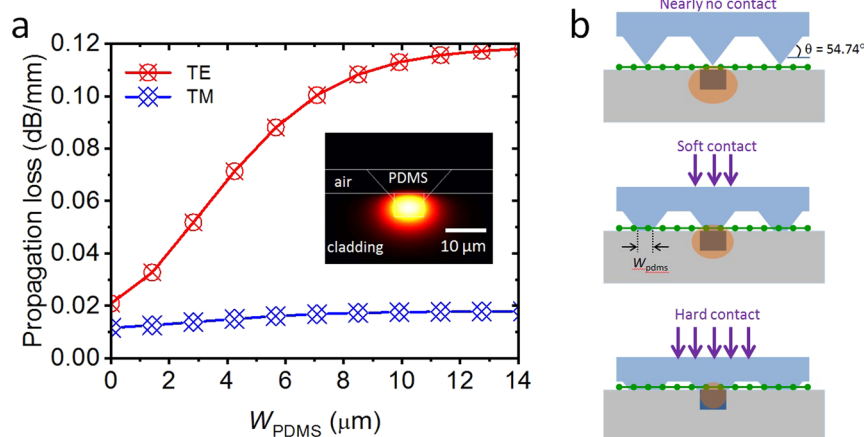 a
Propagation loss (dB/mm)
0.12
0.10
0.08
0.06
0.04
0.02
0.00
TE
TM
air
PDMS
cladding
10 μm
0
2
4
6
8
10
12
14
W_PDMS (μm)
b
Nearly no contact
θ = 54.74°
Soft contact
W_pdms
Hard contact